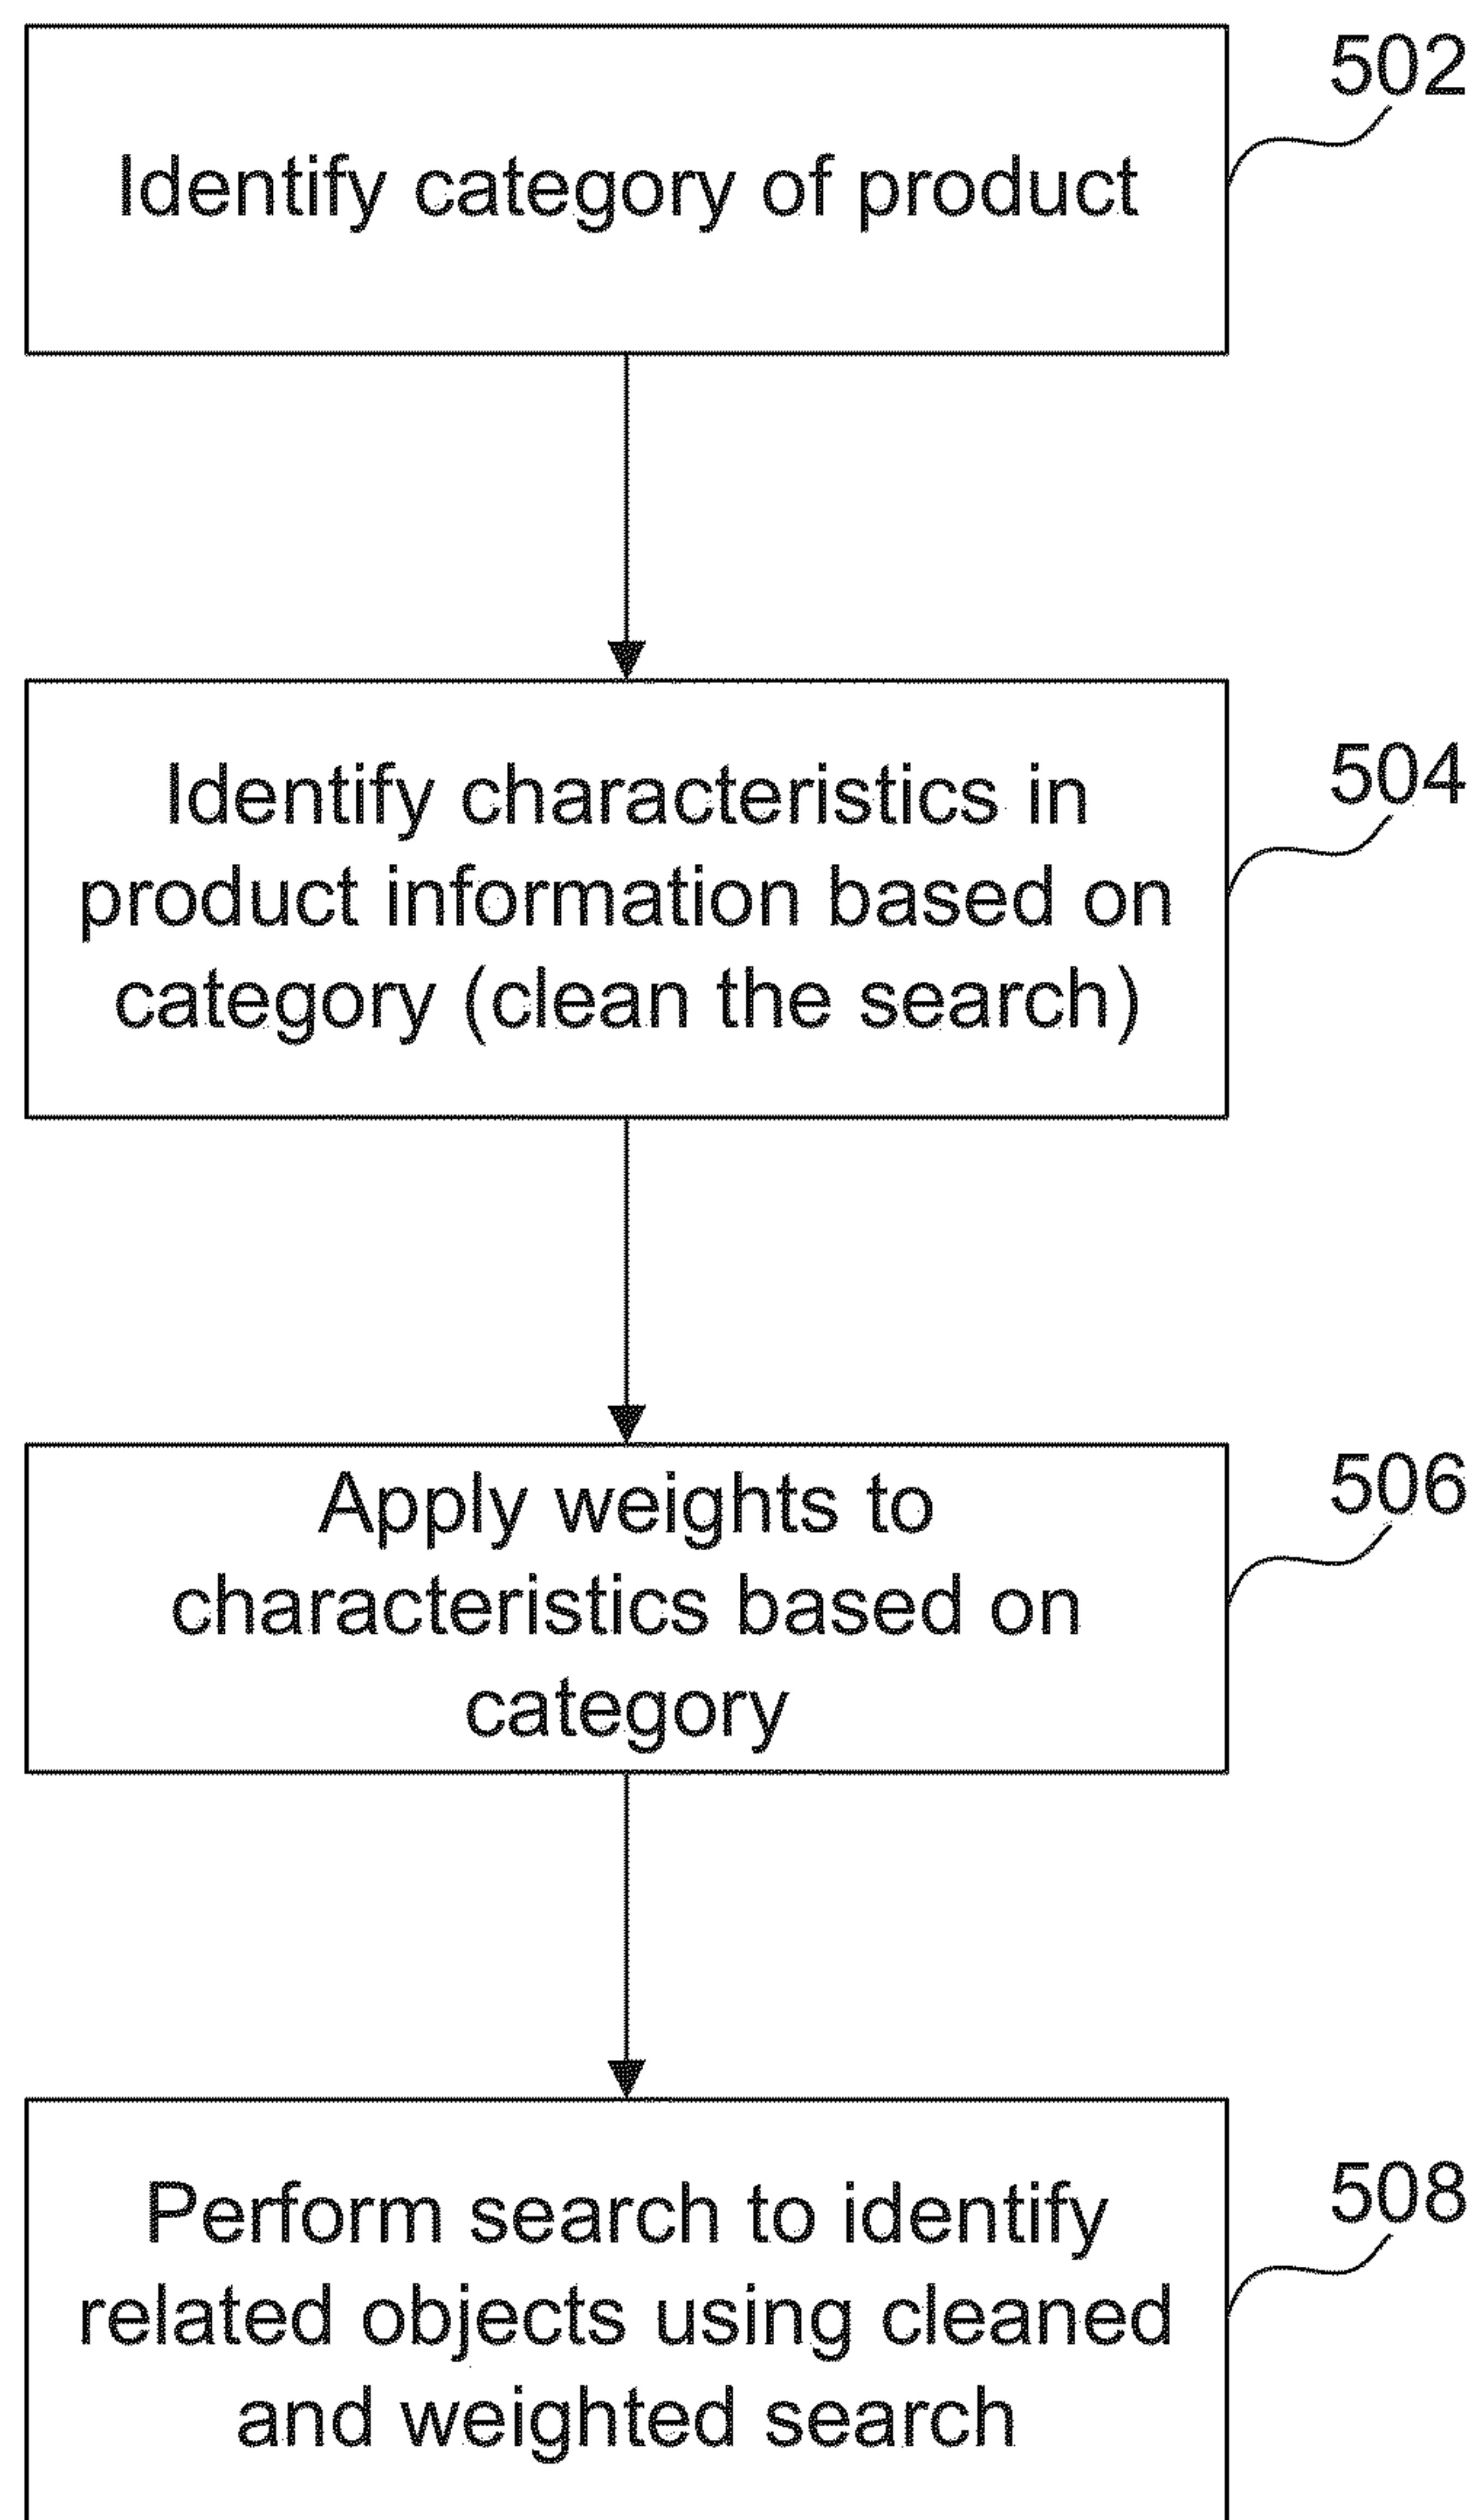 502
Identify category of product
504
Identify characteristics in
product information based on
category (clean the search)
506
Apply weights to
characteristics based on
category
508
Perform search to identify
related objects using cleaned
and weighted search